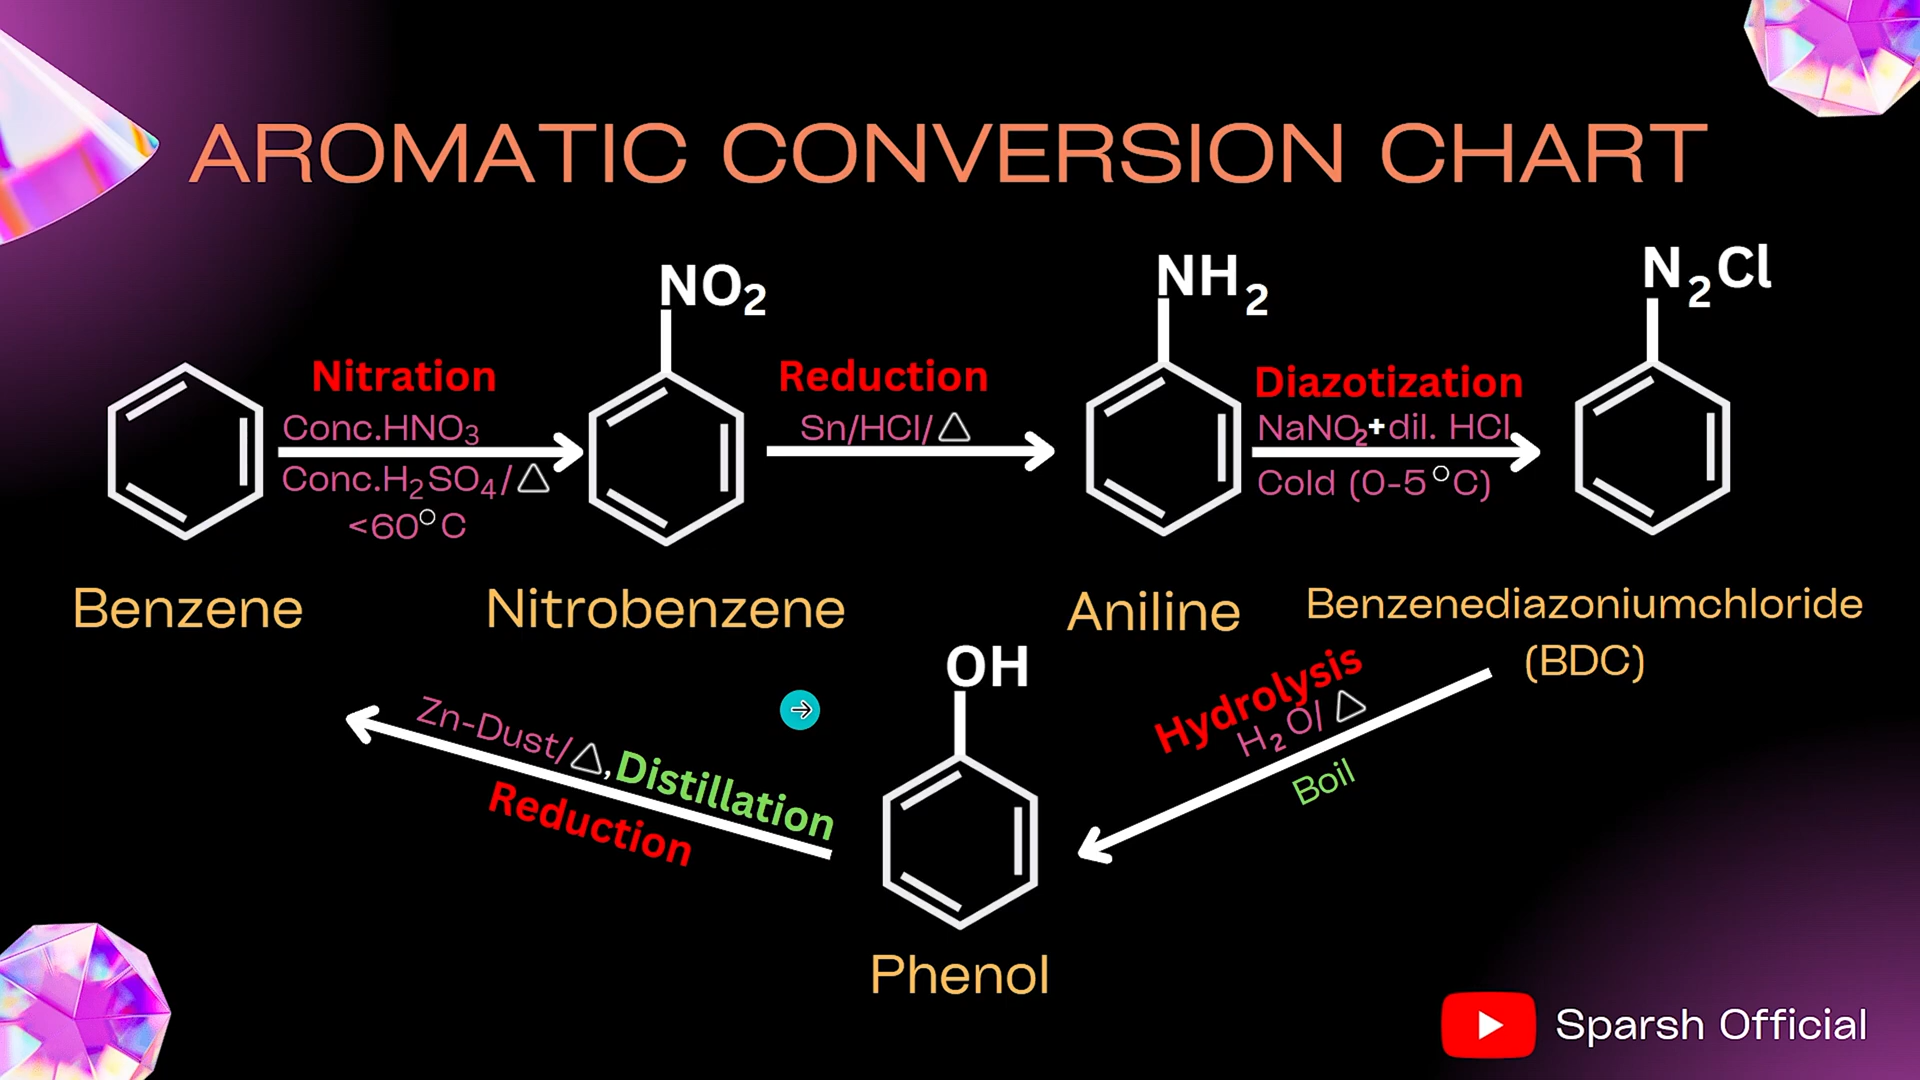 AROMATIC CONVERSION CHART
NO₂
NH₂
N₂Cl
Nitration
Conc.HNO₃
Conc.H₂SO₄/△
<60°C
Reduction
Sn/HCl/△
Diazotization
NaNO₂+dil. HCl
Cold (0-5°C)
Benzene
Nitrobenzene
Aniline
Benzenediazoniumchloride
(BDC)
OH
Hydrolysis
H₂O/△
Boil
Zn-Dust/△,Distillation
Reduction
Phenol
Sparsh Official